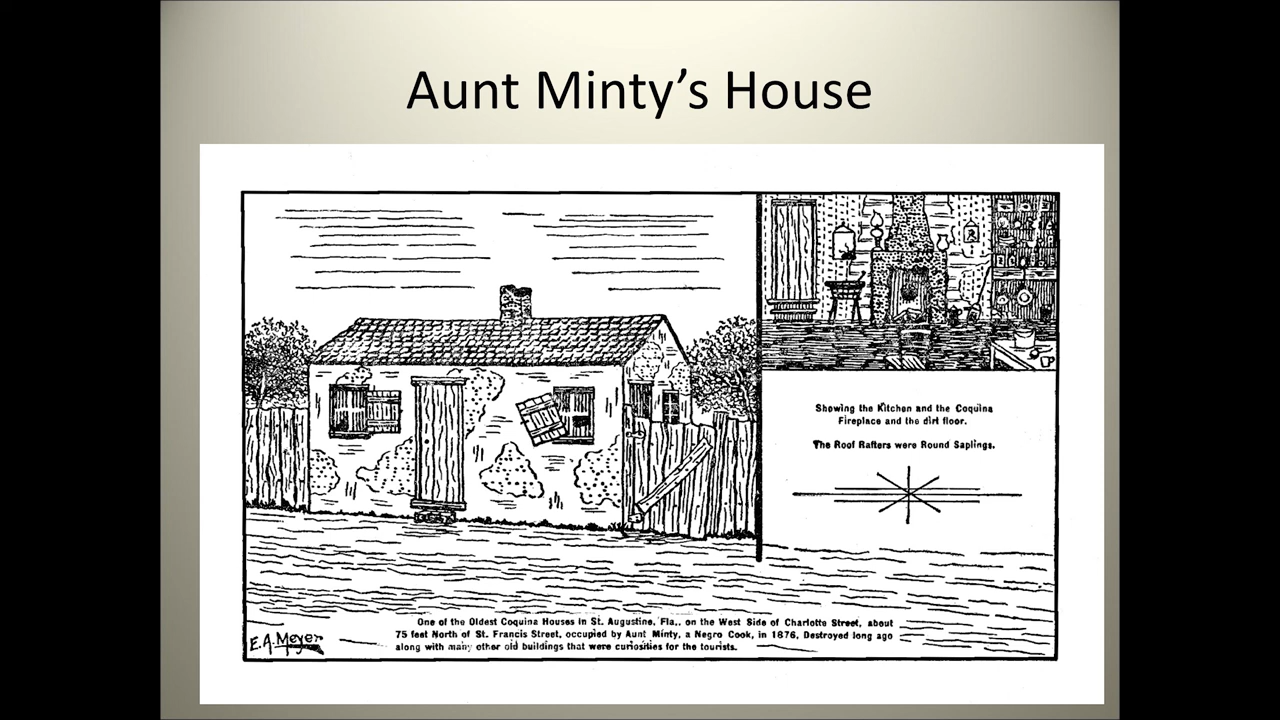 Aunt Minty's House
Showing the Kitchen and the Coquina
Fireplace and the dirt floor.
The Roof Rafters were Round Saplings.
One of the Oldest Coquina Houses in St. Augustine, Fla., on the West Side of Charlotte Street, about
75 feet North of St. Francis Street, occupied by Aunt Minty, a Negro Cook, in 1876, Destroyed long ago
along with many other old buildings that were curiosities for the tourists.
E.A. Meyer